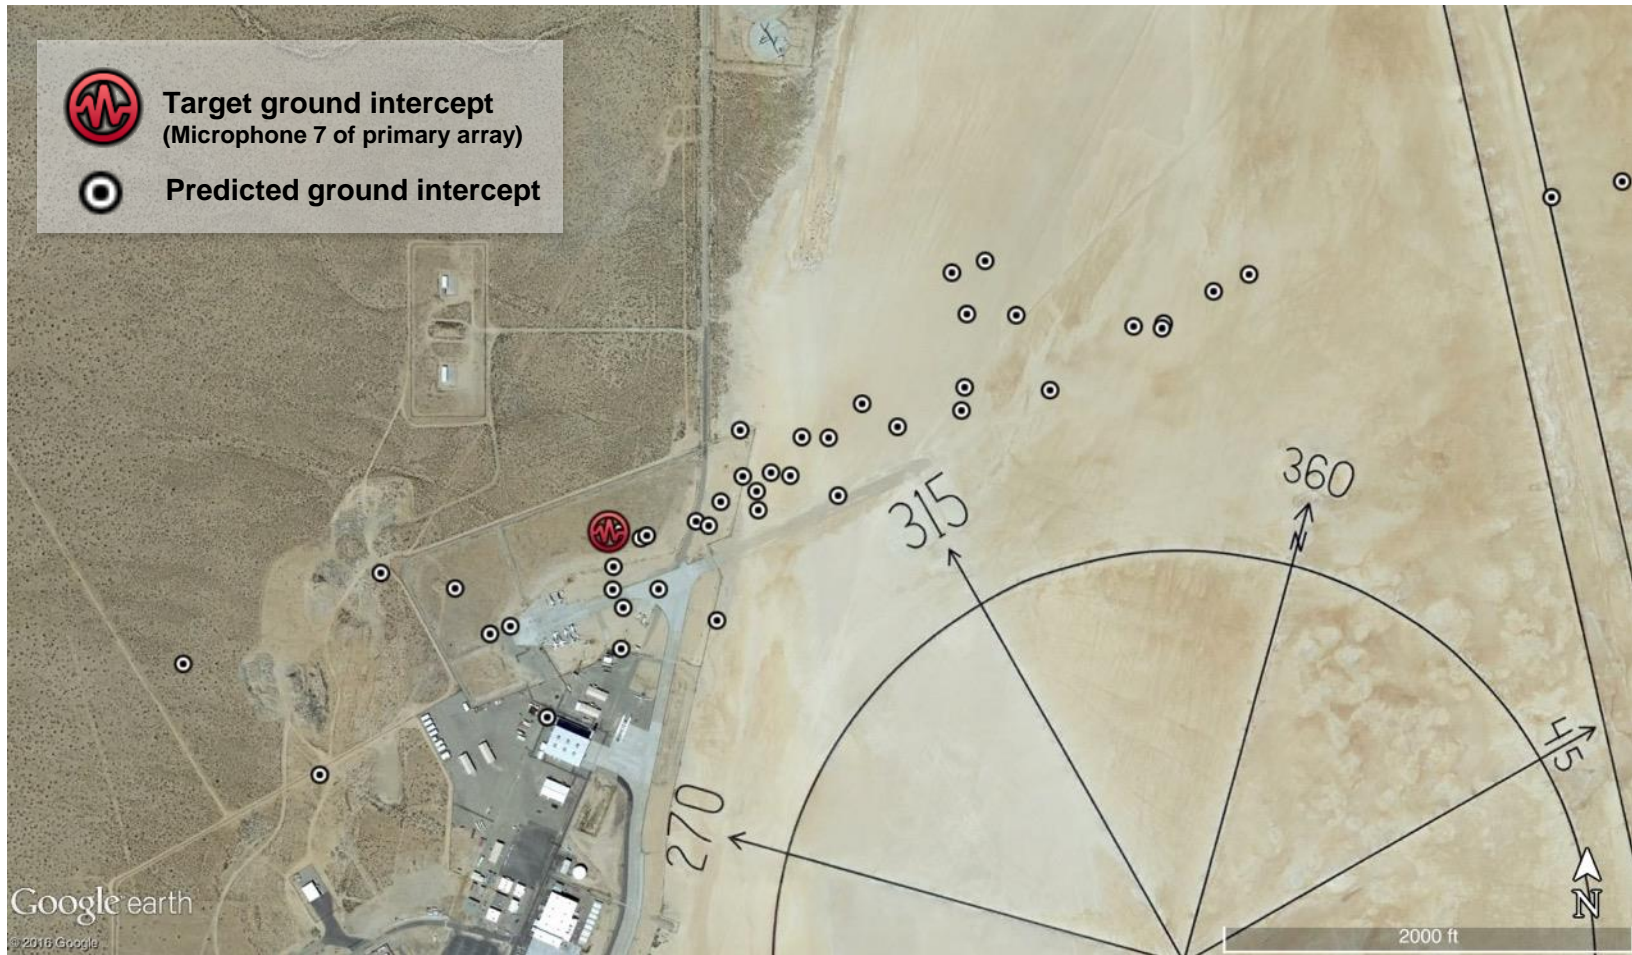 Target ground intercept
(Microphone 7 of primary array)
Predicted ground intercept
360
315
N
45
270
Google earth
N
© 2016 Google
2000 ft